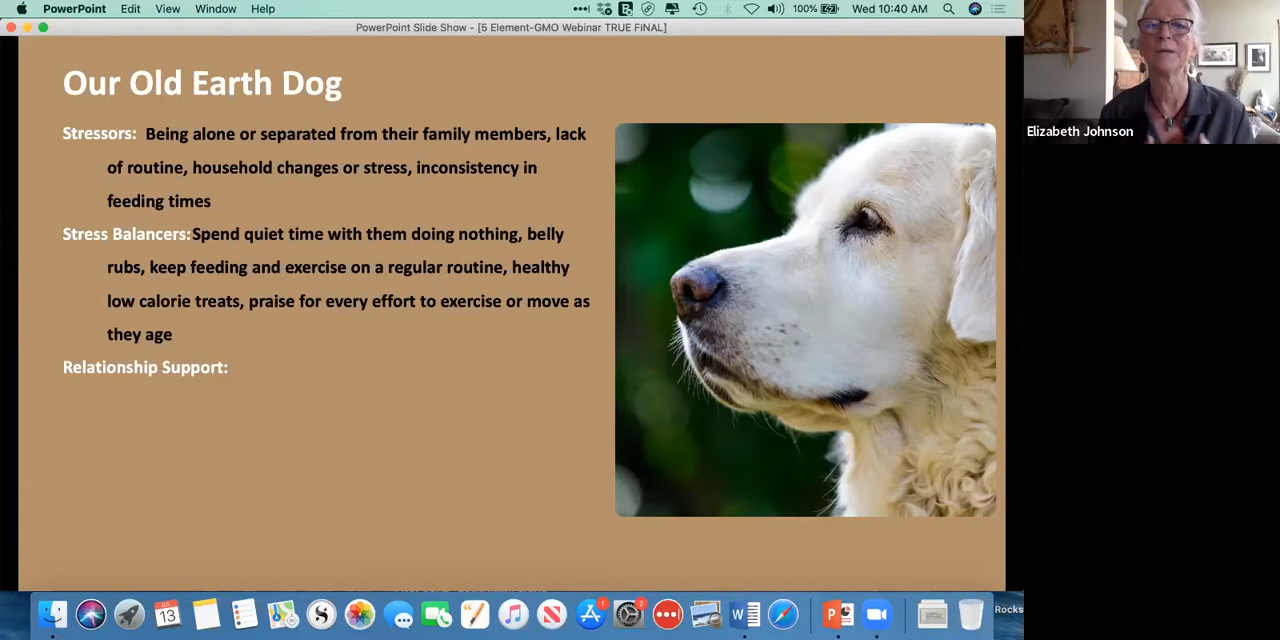 PowerPoint Edit View Window Help 100% Wed 10:40 AM
PowerPoint Slide Show - [5 Element-GMO Webinar TRUE FINAL]
Our Old Earth Dog
Stressors: Being alone or separated from their family members, lack
of routine, household changes or stress, inconsistency in
feeding times
Stress Balancers:Spend quiet time with them doing nothing, belly
rubs, keep feeding and exercise on a regular routine, healthy
low calorie treats, praise for every effort to exercise or move as
they age
Relationship Support:
Elizabeth Johnson
13
1
2
Rocks